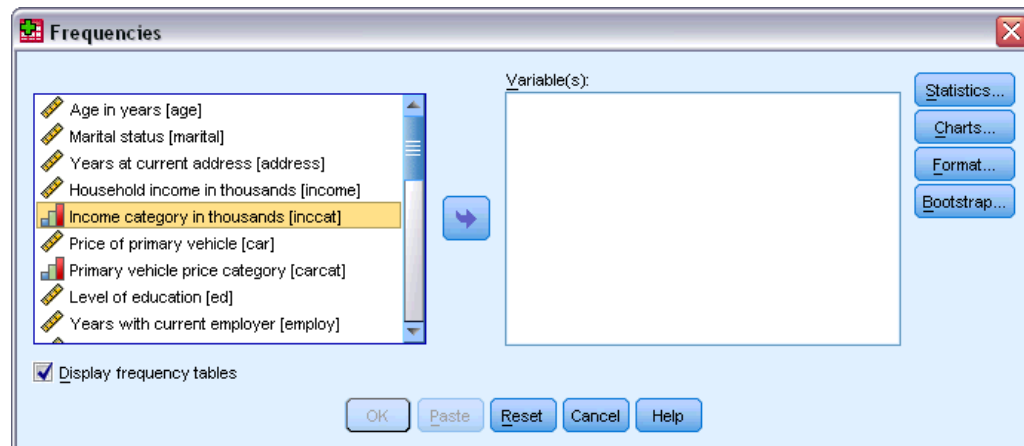 Frequencies
Variable(s):
Age in years [age]
Marital status [marital]
Years at current address [address]
Household income in thousands [income]
Income category in thousands [inccat]
Price of primary vehicle [car]
Primary vehicle price category [carcat]
Level of education [ed]
Years with current employer [employ]
Statistics...
Charts...
Format...
Bootstrap...
Display frequency tables
OK
Paste
Reset
Cancel
Help